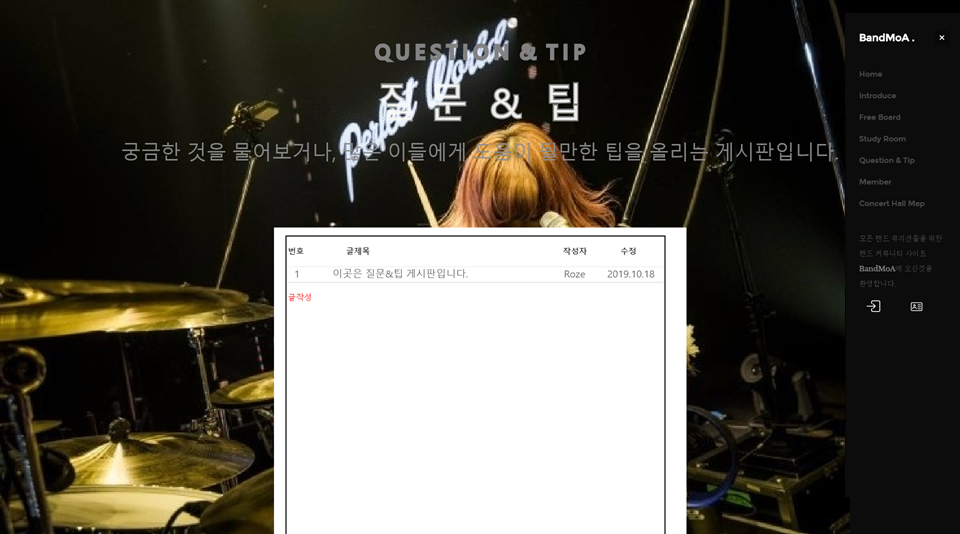 QUESTION & TIP
Perfect World
질문 & 팁
궁금한 것을 물어보거나, 많은 이들에게 도움이 될만한 팁을 올리는 게시판입니다.
번호 글제목 작성자 수정
1 이곳은 질문&팁 게시판입니다. Roze 2019.10.18
글작성
BandMoA .
×
Home
Introduce
Free Board
Study Room
Question & Tip
Member
Concert Hall Map
모든 밴드 뮤지션들을 위한
밴드 커뮤니티 사이트
BandMoA에 오신것을
환영합니다.